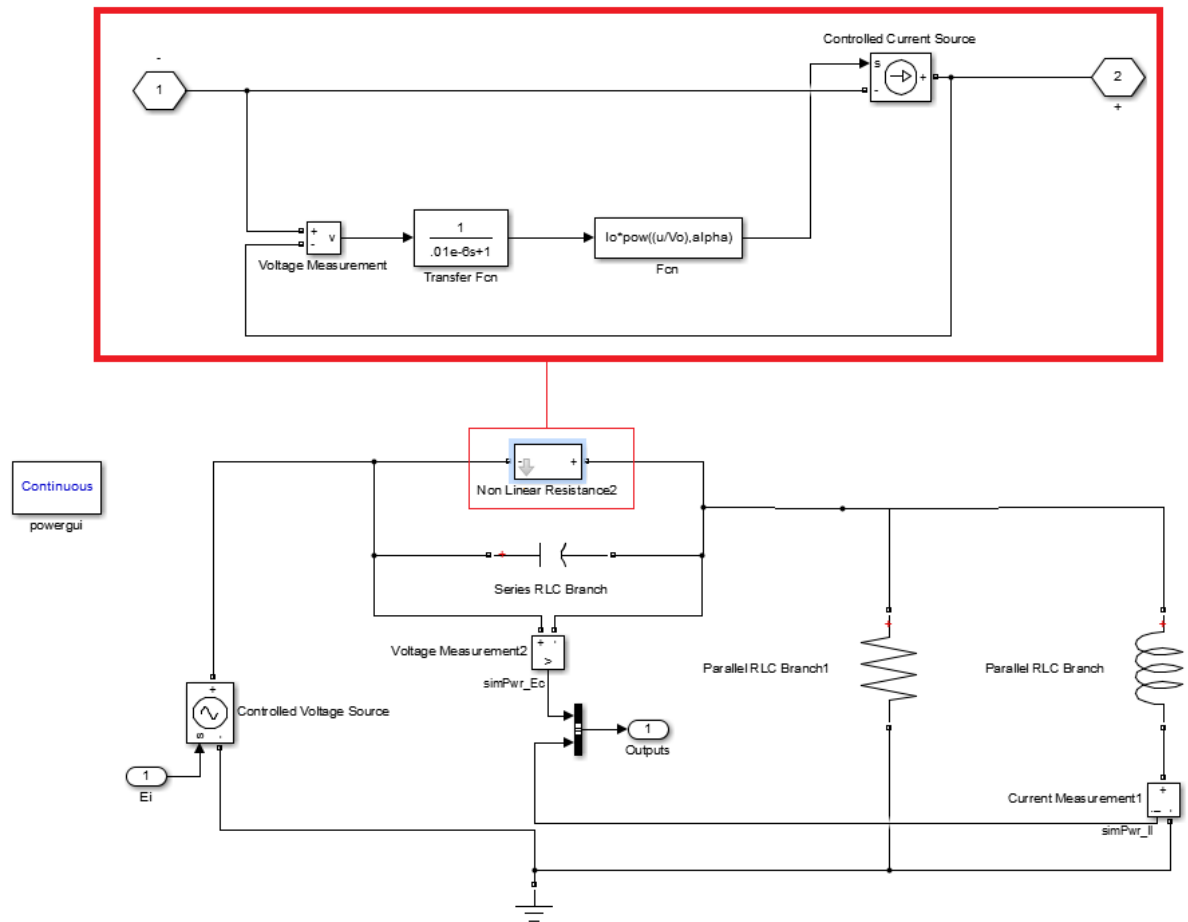 Controlled Current Source
-
1
s
+
-
2
+
+
-
v
Voltage Measurement
1
.01e-6s+1
Transfer Fcn
Io*pow((u/Vo),alpha)
Fcn
Continuous
powergui
-
+
Non Linear Resistance2
+
Series RLC Branch
+
-
v
Voltage Measurement2
simPwr_Ec
+
Parallel RLC Branch1
+
Parallel RLC Branch
+
s
-
Controlled Voltage Source
1
Ei
1
Outputs
+
i
-
Current Measurement1
simPwr_Il